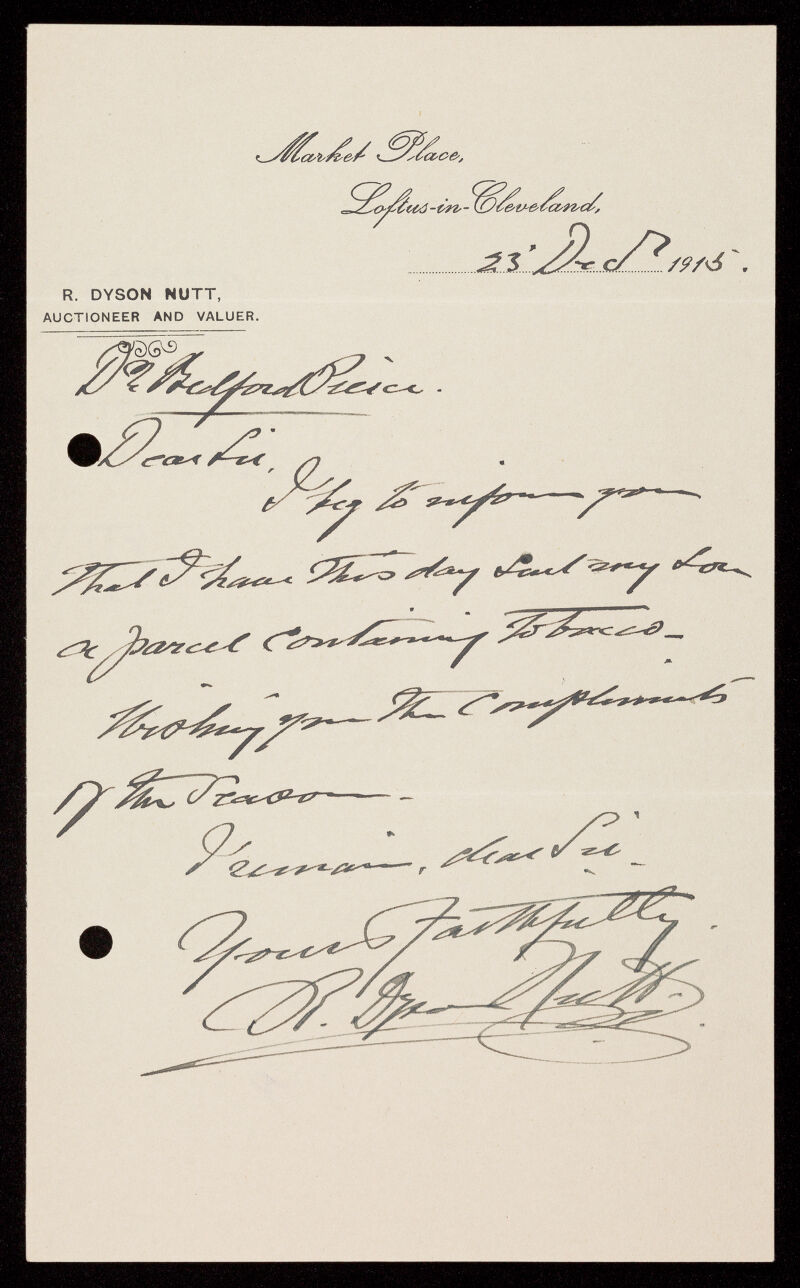 Market Place,
Loftus-in-Cleveland,
23 Decr 1915.
R. DYSON NUTT,
AUCTIONEER AND VALUER.
Dr Bedford Pierce.
Dear Sir,
I beg to inform you
that I have this day sent my son
a parcel containing Tobacco-
Wishing you the Compliments
of the Season-
I remain, dear Sir-
Yours Faithfully.
R. Dyson Nutt.